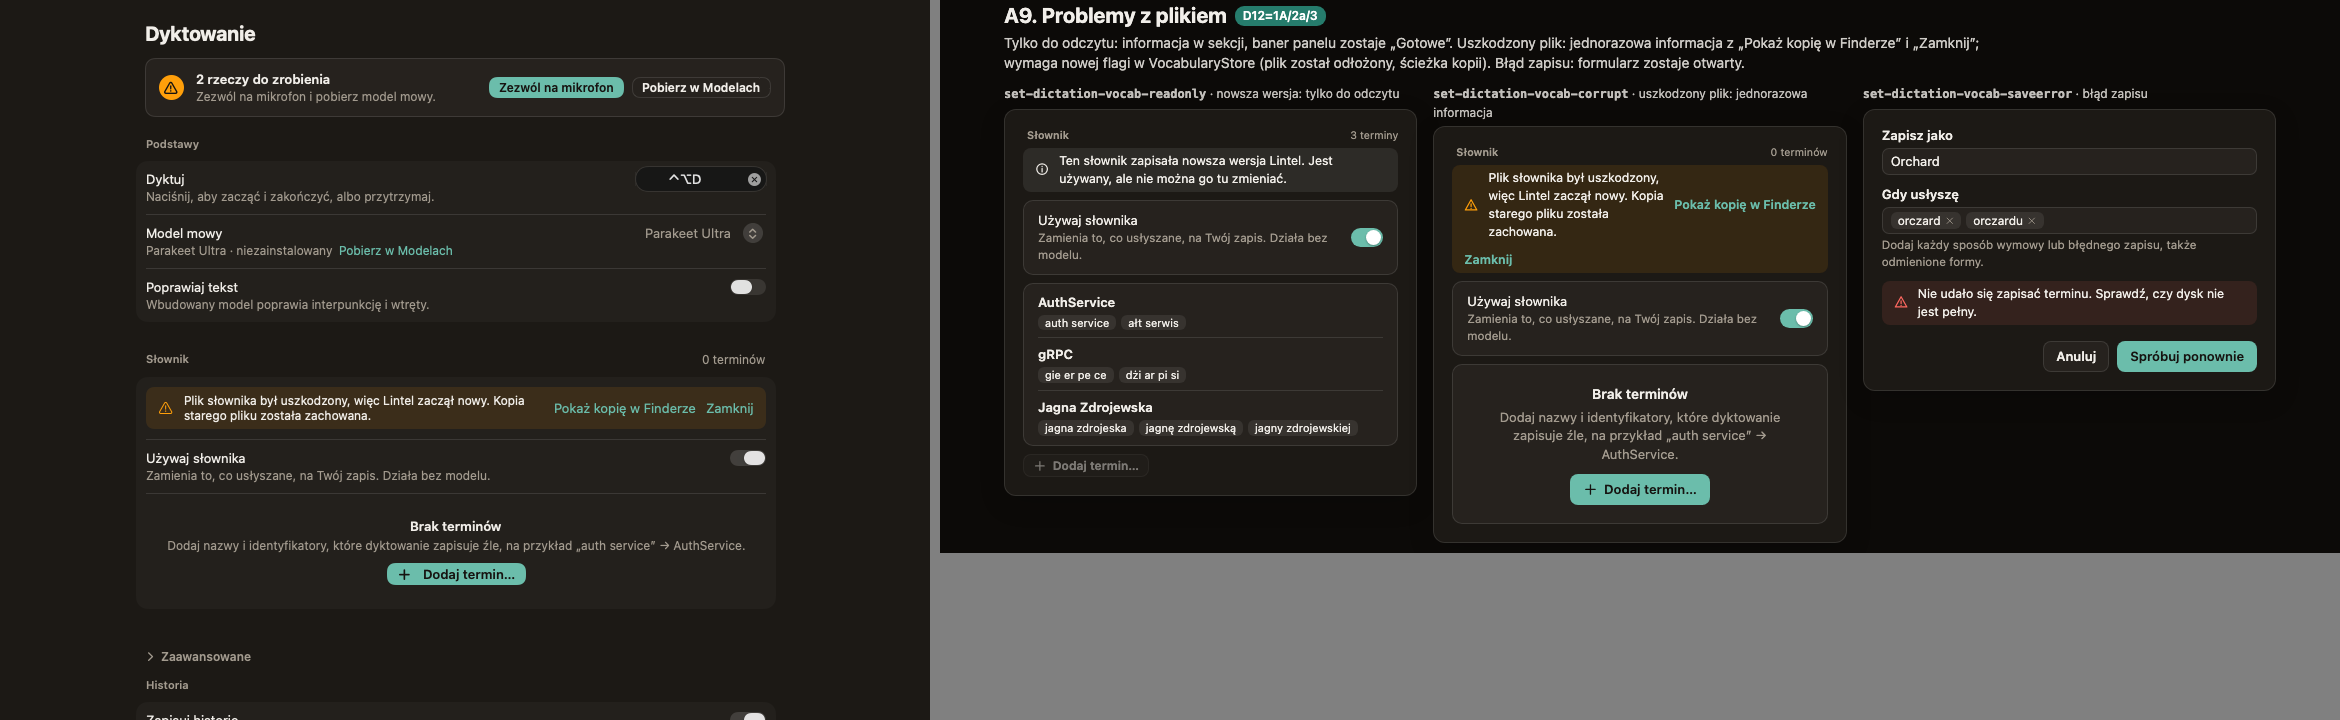 Dyktowanie
2 rzeczy do zrobienia
Zezwól na mikrofon i pobierz model mowy.
Zezwól na mikrofon
Pobierz w Modelach
Podstawy
Dyktuj
Naciśnij, aby zacząć i zakończyć, albo przytrzymaj.
⌃⌥D
Model mowy
Parakeet Ultra · niezainstalowany Pobierz w Modelach
Parakeet Ultra
Poprawiaj tekst
Wbudowany model poprawia interpunkcję i wtręty.
Słownik
0 terminów
Plik słownika był uszkodzony, więc Lintel zaczął nowy. Kopia
starego pliku została zachowana.
Pokaż kopię w Finderze
Zamknij
Używaj słownika
Zamienia to, co usłyszane, na Twój zapis. Działa bez modelu.
Brak terminów
Dodaj nazwy i identyfikatory, które dyktowanie zapisuje źle, na przykład „auth service” → AuthService.
+ Dodaj termin...
Zaawansowane
Historia
Zapisuj historię
A9. Problemy z plikiem D12=1A/2a/3
Tylko do odczytu: informacja w sekcji, baner panelu zostaje „Gotowe”. Uszkodzony plik: jednorazowa informacja z „Pokaż kopię w Finderze” i „Zamknij”;
wymaga nowej flagi w VocabularyStore (plik został odłożony, ścieżka kopii). Błąd zapisu: formularz zostaje otwarty.
set-dictation-vocab-readonly · nowsza wersja: tylko do odczytu
Słownik
3 terminy
Ten słownik zapisała nowsza wersja Lintel. Jest
używany, ale nie można go tu zmieniać.
Używaj słownika
Zamienia to, co usłyszane, na Twój zapis. Działa bez
modelu.
AuthService
auth service ałt serwis
gRPC
gie er pe ce dżi ar pi si
Jagna Zdrojewska
jagna zdrojeska jagnę zdrojewską jagny zdrojewskiej
+ Dodaj termin...
set-dictation-vocab-corrupt · uszkodzony plik: jednorazowa
informacja
Słownik
0 terminów
Plik słownika był uszkodzony,
więc Lintel zaczął nowy. Kopia
starego pliku została
zachowana.
Pokaż kopię w Finderze
Zamknij
Używaj słownika
Zamienia to, co usłyszane, na Twój zapis. Działa bez
modelu.
Brak terminów
Dodaj nazwy i identyfikatory, które dyktowanie
zapisuje źle, na przykład „auth service” →
AuthService.
+ Dodaj termin...
set-dictation-vocab-saveerror · błąd zapisu
Zapisz jako
Orchard
Gdy usłyszę
orczard × orczardu ×
Dodaj każdy sposób wymowy lub błędnego zapisu, także
odmienione formy.
Nie udało się zapisać terminu. Sprawdź, czy dysk nie
jest pełny.
Anuluj
Spróbuj ponownie